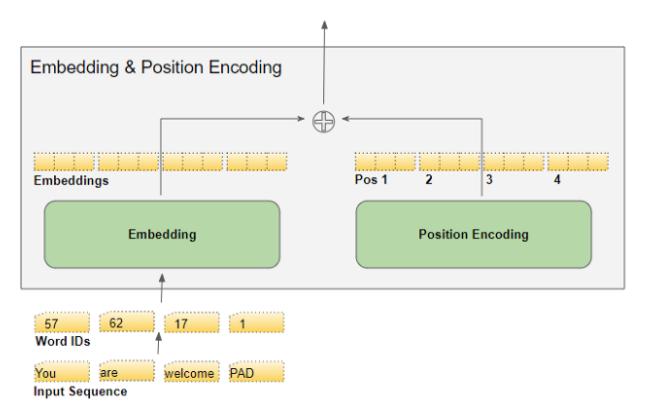 Embedding & Position Encoding
Embeddings
Pos 1 2 3 4
Embedding
Position Encoding
57 62 17 1
Word IDs
You are welcome PAD
Input Sequence